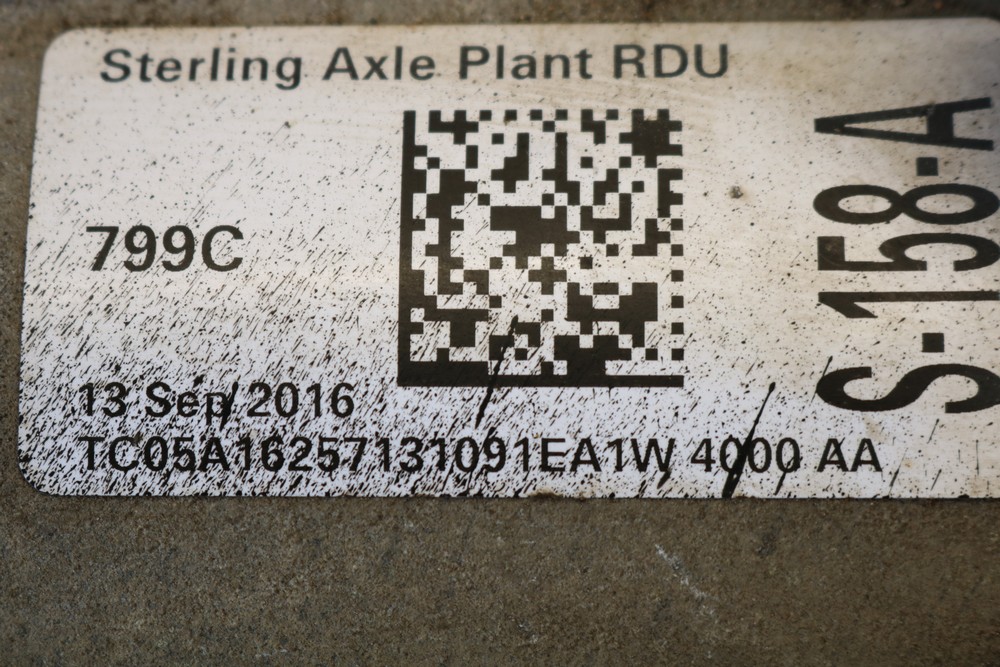 Sterling Axle Plant RDU
799C
13 Sep 2016
TC05A16257131091EA1W 4000 AA
S-158-A